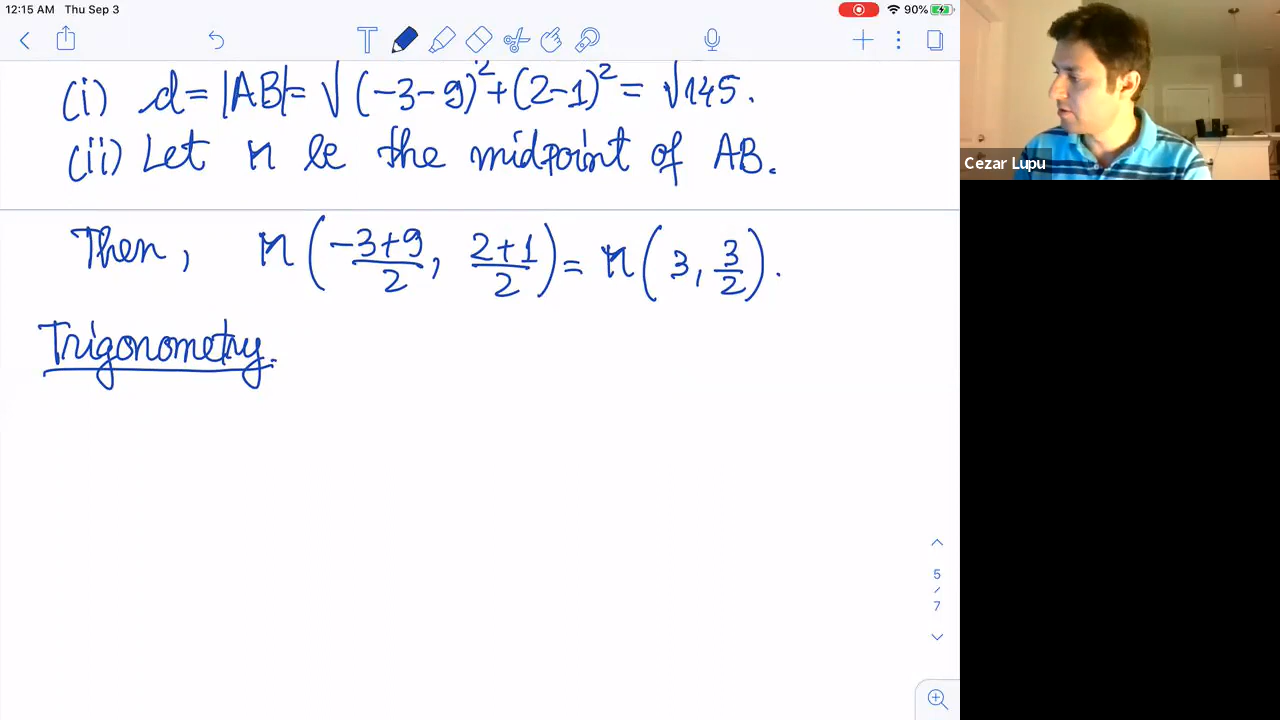 12:15 AM Thu Sep 3
90%
(i) d = |AB| = √(-3-9)²+(2-1)² = √145.
(ii) Let M be the midpoint of AB.
Cezar Lupu
Then, M(-3+9/2, 2+1/2) = M(3, 3/2).
Trigonometry.
5
/
7